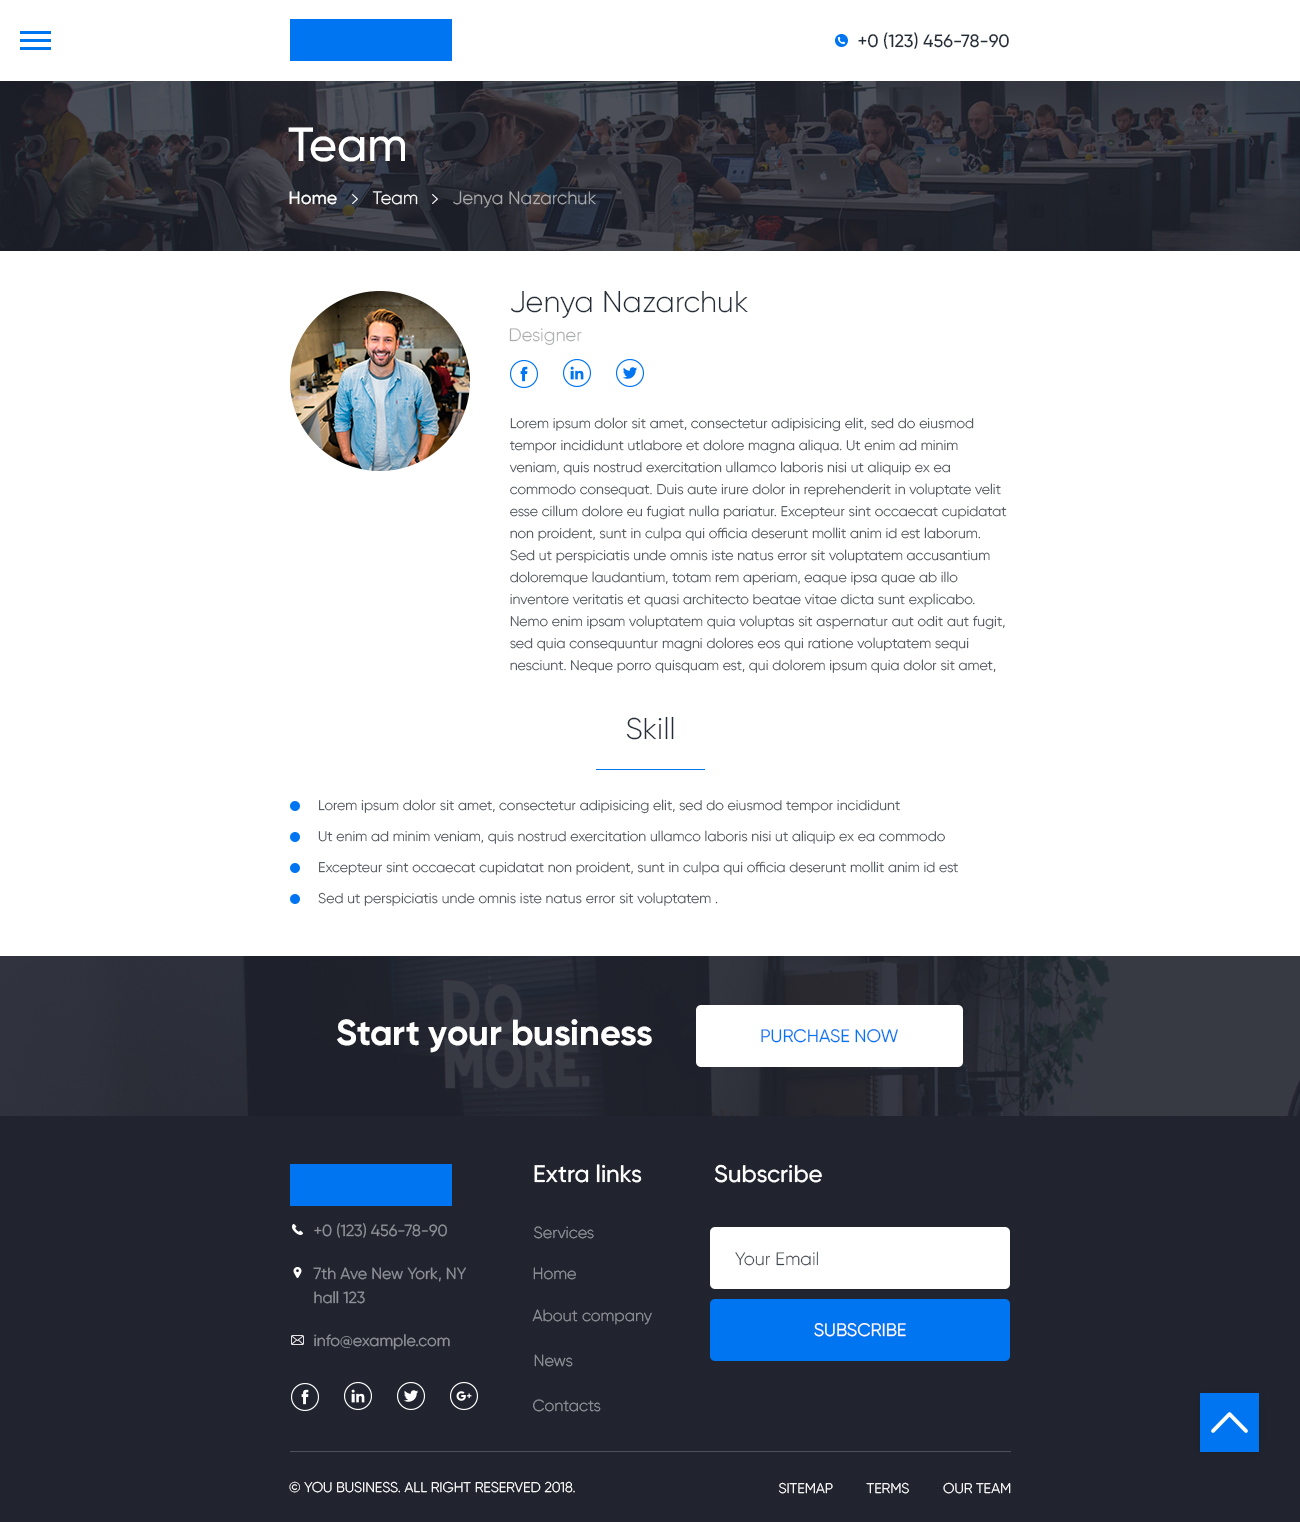 +0 (123) 456-78-90
Team
Home > Team > Jenya Nazarchuk
Jenya Nazarchuk
Designer
Lorem ipsum dolor sit amet, consectetur adipisicing elit, sed do eiusmod
tempor incididunt utlabore et dolore magna aliqua. Ut enim ad minim
veniam, quis nostrud exercitation ullamco laboris nisi ut aliquip ex ea
commodo consequat. Duis aute irure dolor in reprehenderit in voluptate velit
esse cillum dolore eu fugiat nulla pariatur. Excepteur sint occaecat cupidatat
non proident, sunt in culpa qui officia deserunt mollit anim id est laborum.
Sed ut perspiciatis unde omnis iste natus error sit voluptatem accusantium
doloremque laudantium, totam rem aperiam, eaque ipsa quae ab illo
inventore veritatis et quasi architecto beatae vitae dicta sunt explicabo.
Nemo enim ipsam voluptatem quia voluptas sit aspernatur aut odit aut fugit,
sed quia consequuntur magni dolores eos qui ratione voluptatem sequi
nesciunt. Neque porro quisquam est, qui dolorem ipsum quia dolor sit amet,
Skill
Lorem ipsum dolor sit amet, consectetur adipisicing elit, sed do eiusmod tempor incididunt
Ut enim ad minim veniam, quis nostrud exercitation ullamco laboris nisi ut aliquip ex ea commodo
Excepteur sint occaecat cupidatat non proident, sunt in culpa qui officia deserunt mollit anim id est
Sed ut perspiciatis unde omnis iste natus error sit voluptatem .
DO
MORE.
Start your business
PURCHASE NOW
+0 (123) 456-78-90
7th Ave New York, NY
hall 123
info@example.com
Extra links
Services
Home
About company
News
Contacts
Subscribe
Your Email
SUBSCRIBE
© YOU BUSINESS. ALL RIGHT RESERVED 2018.
SITEMAP TERMS OUR TEAM